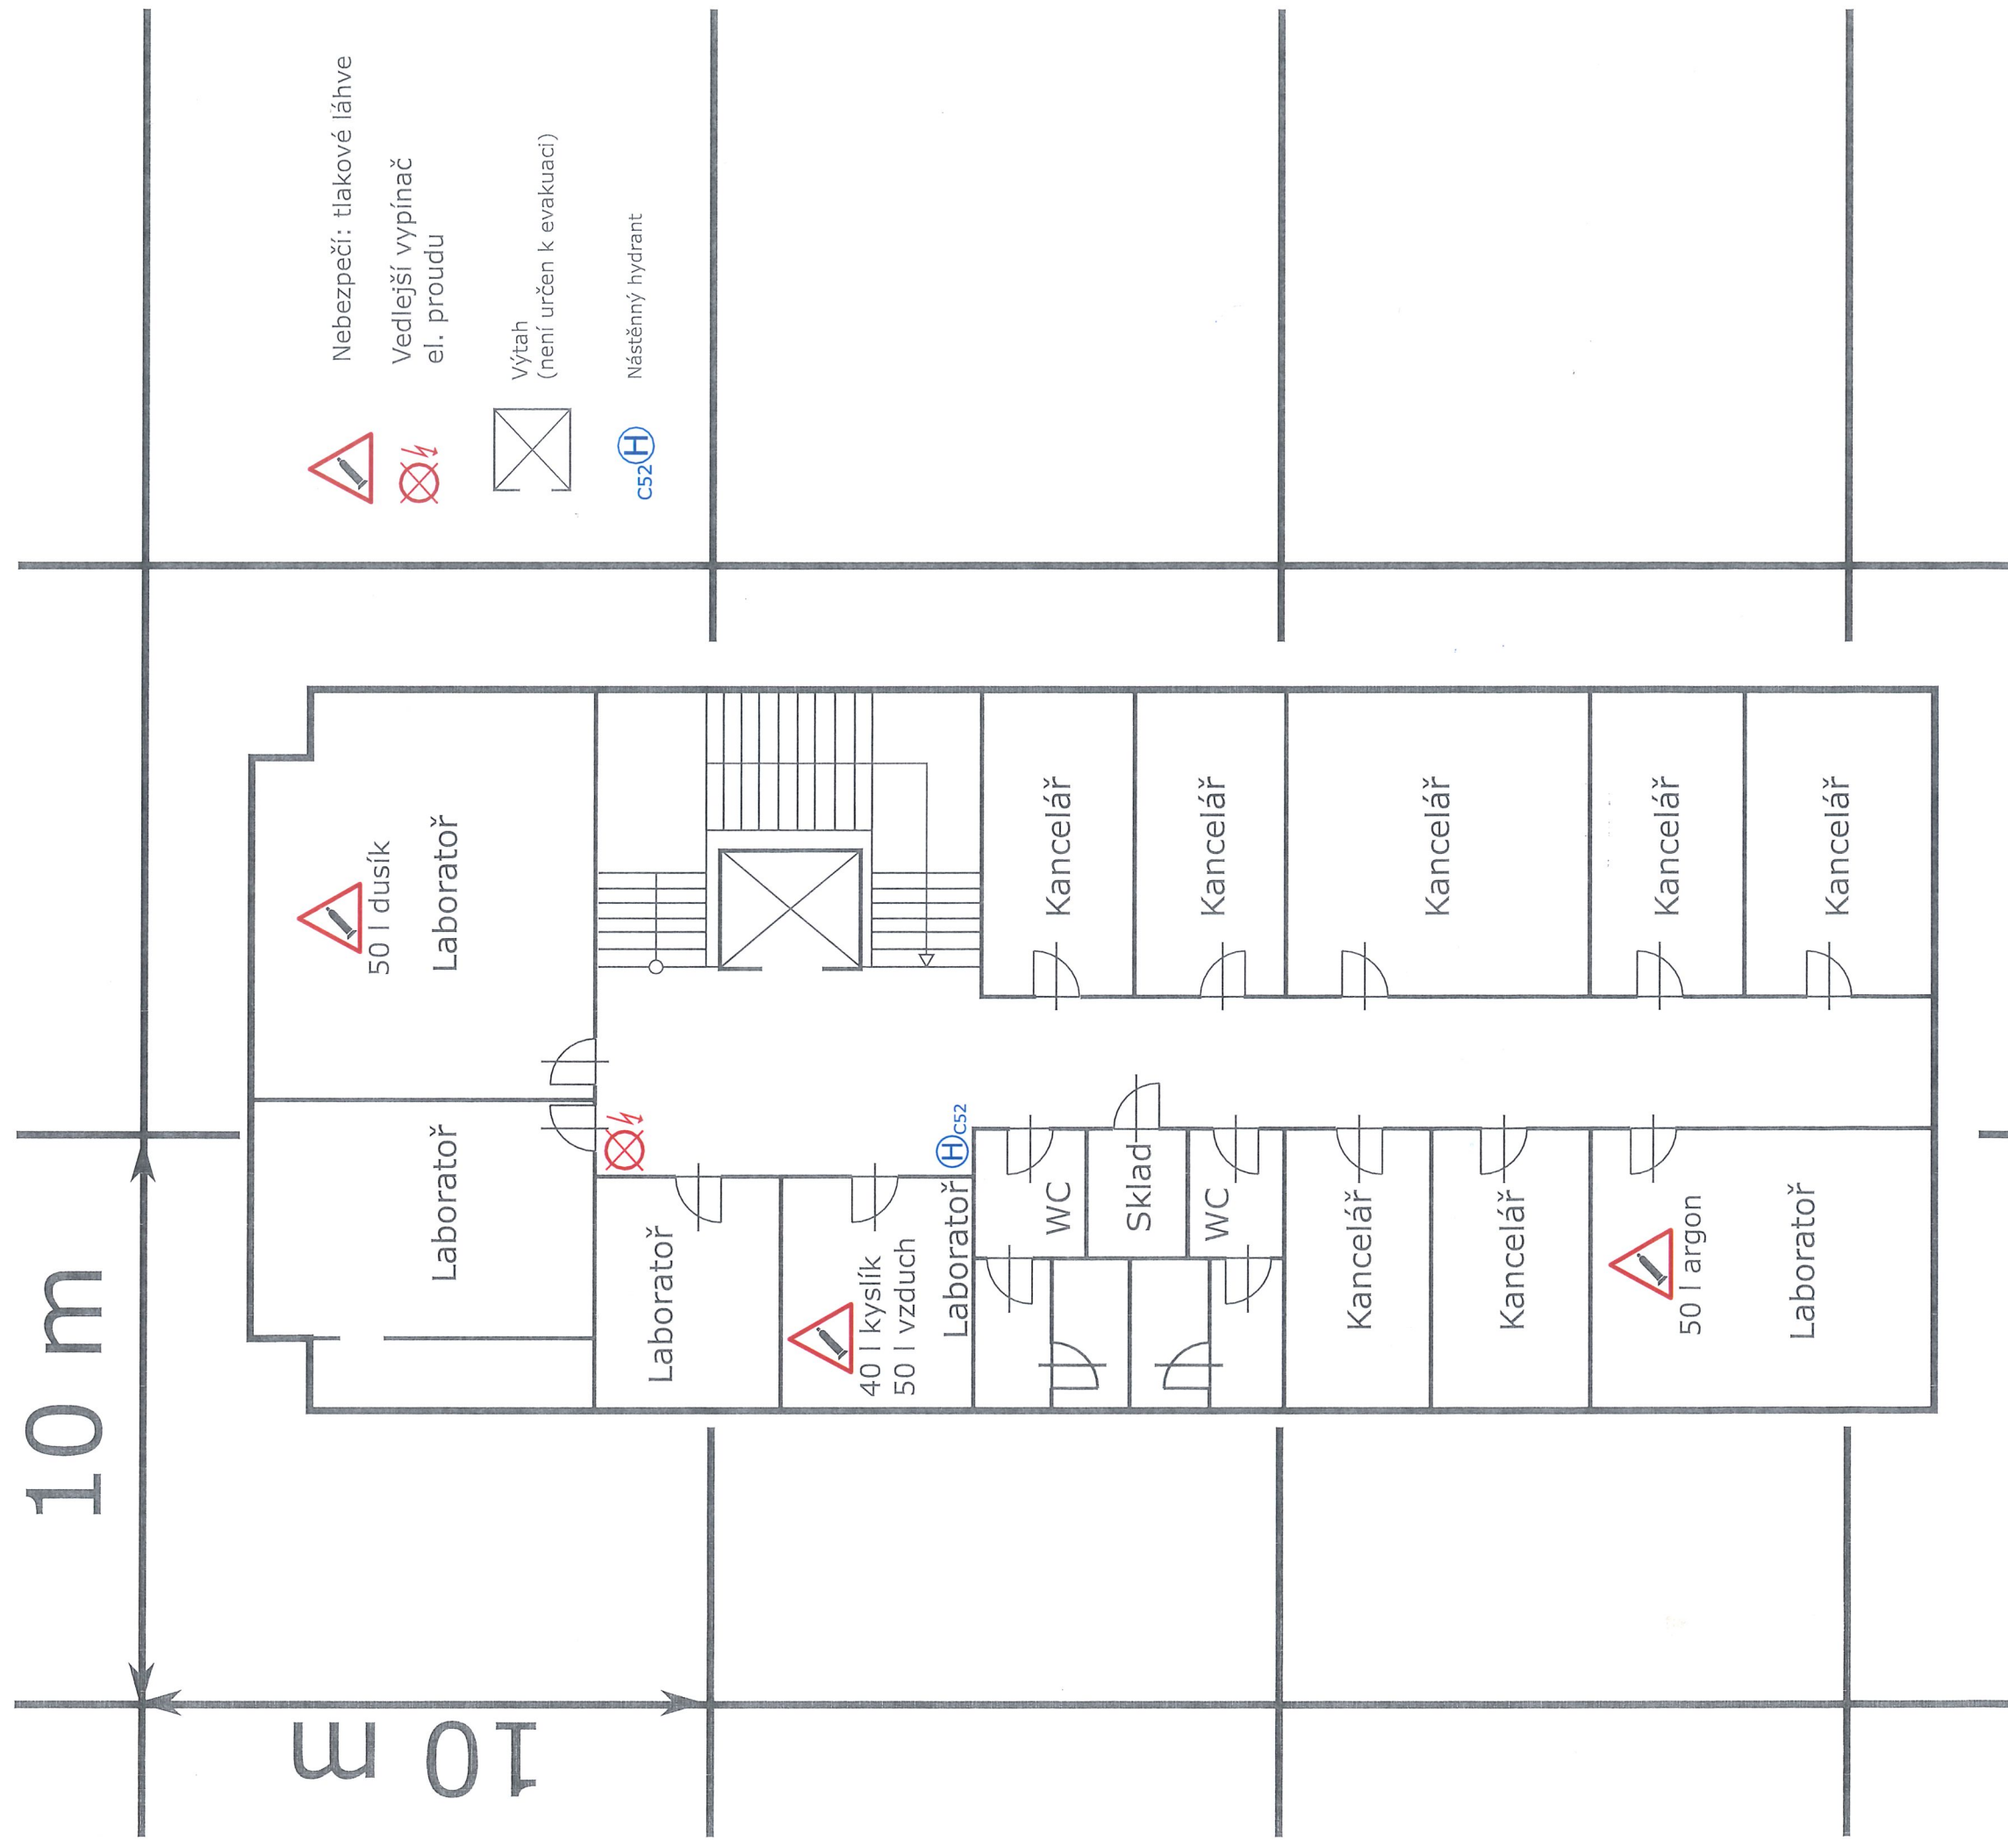 10 m
10 m
Nebezpečí: tlakové láhve
Vedlejší vypínač
el. proudu
Výtah
(není určen k evakuaci)
C52 H
Nástěnný hydrant
50 l dusík
Laboratoř
Laboratoř
Laboratoř
40 l kyslík
50 l vzduch
Laboratoř
H C52
WC
Sklad
WC
Kancelář
Kancelář
50 l argon
Laboratoř
Kancelář
Kancelář
Kancelář
Kancelář
Kancelář